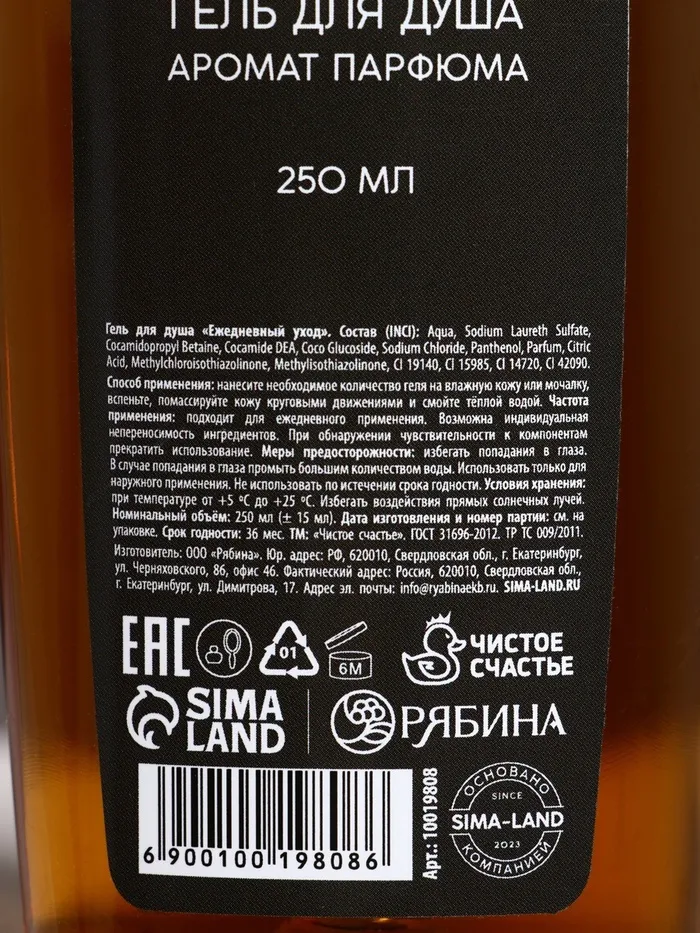 ГЕЛЬ ДЛЯ ДУША
АРОМАТ ПАРФЮМА
250 МЛ
Гель для душа «Ежедневный уход». Состав (INCI): Aqua, Sodium Laureth Sulfate,
Cocamidopropyl Betaine, Cocamide DEA, Coco Glucoside, Sodium Chloride, Panthenol, Parfum, Citric
Acid, Methylchloroisothiazolinone, Methylisothiazolinone, Cl 19140, Cl 15985, Cl 14720, Cl 42090.
Способ применения: нанесите необходимое количество геля на влажную кожу или мочалку,
вспеньте, помассируйте кожу круговыми движениями и смойте тёплой водой. Частота
применения: подходит для ежедневного применения. Возможна индивидуальная
непереносимость ингредиентов. При обнаружении чувствительности к компонентам
прекратить использование. Меры предосторожности: избегать попадания в глаза.
В случае попадания в глаза промыть большим количеством воды. Использовать только для
наружного применения. Не использовать по истечении срока годности. Условия хранения:
при температуре от +5 ºС до +25 ºС. Избегать воздействия прямых солнечных лучей.
Номинальный объём: 250 мл (± 15 мл). Дата изготовления и номер партии: см. на
упаковке. Срок годности: 36 мес. ТМ: «Чистое счастье». ГОСТ 31696-2012. ТР ТС 009/2011.
Изготовитель: ООО «Рябина». Юр. адрес: РФ, 620010, Свердловская обл., г. Екатеринбург,
ул. Черняховского, 86, офис 46. Фактический адрес: Россия, 620010, Свердловская обл.,
г. Екатеринбург, ул. Димитрова, 17. Адрес эл. почты: info@ryabinaekb.ru. SIMA-LAND.RU
EAC
01
6M
ЧИСТОЕ
СЧАСТЬЕ
SIMA
LAND
РЯБИНА
6 900100 198086
Арт.: 10019808
ОСНОВАНО
SINCE
SIMA-LAND
2023
КОМПАНИЕЙ